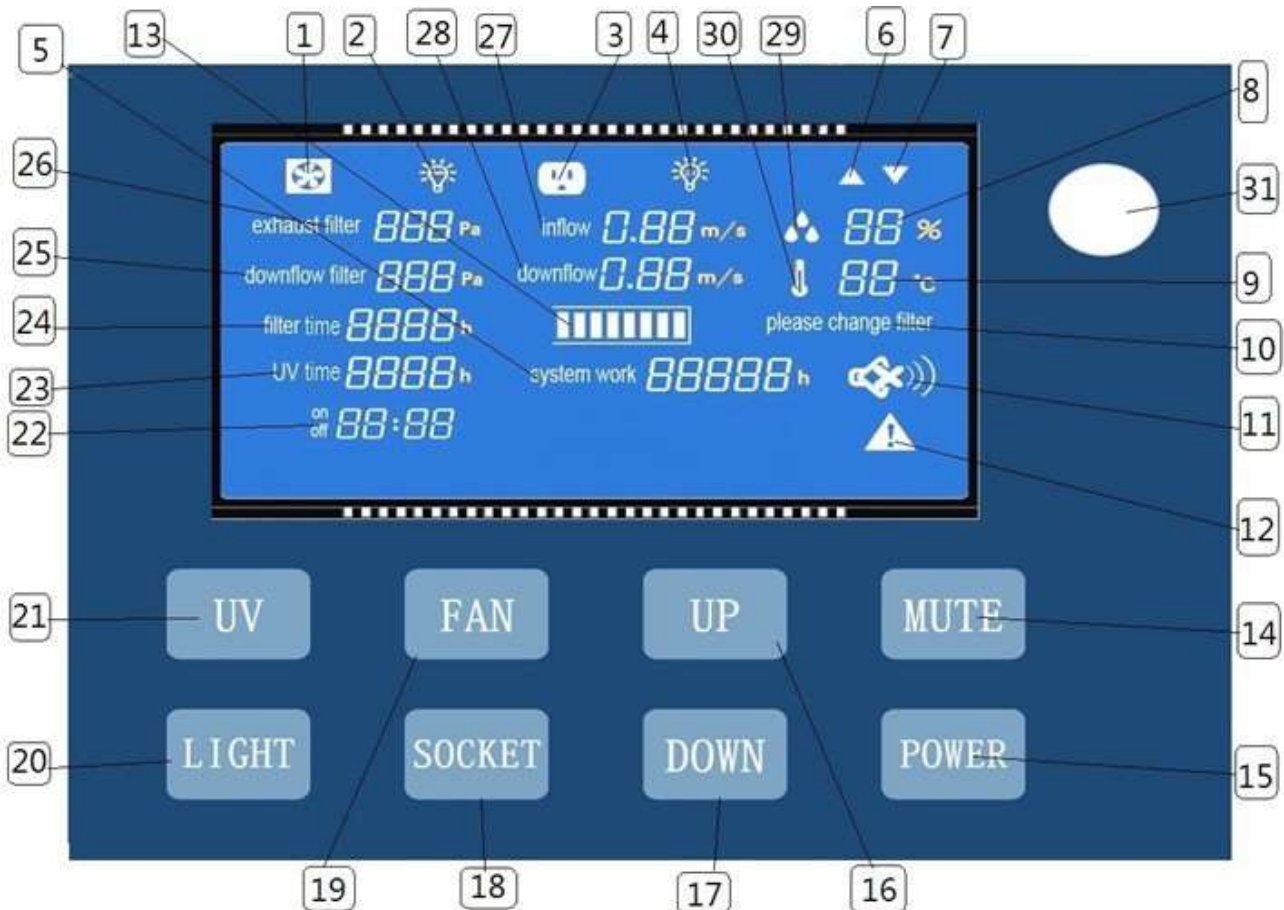 5 13 1 2 28 27 3 4 30 29 6 7
8
26
31
exhaust filter 888 Pa inflow 0.88 m/s 88 %
25
downflow filter 888 Pa downflow 0.88 m/s 88 °C
9
24
filter time 8888 h please change filter
10
23
UV time 8888 h system work 88888 h
11
22
on
off 88:88
12
21
UV FAN UP MUTE
14
20
LIGHT SOCKET DOWN POWER
15
19 18 17 16